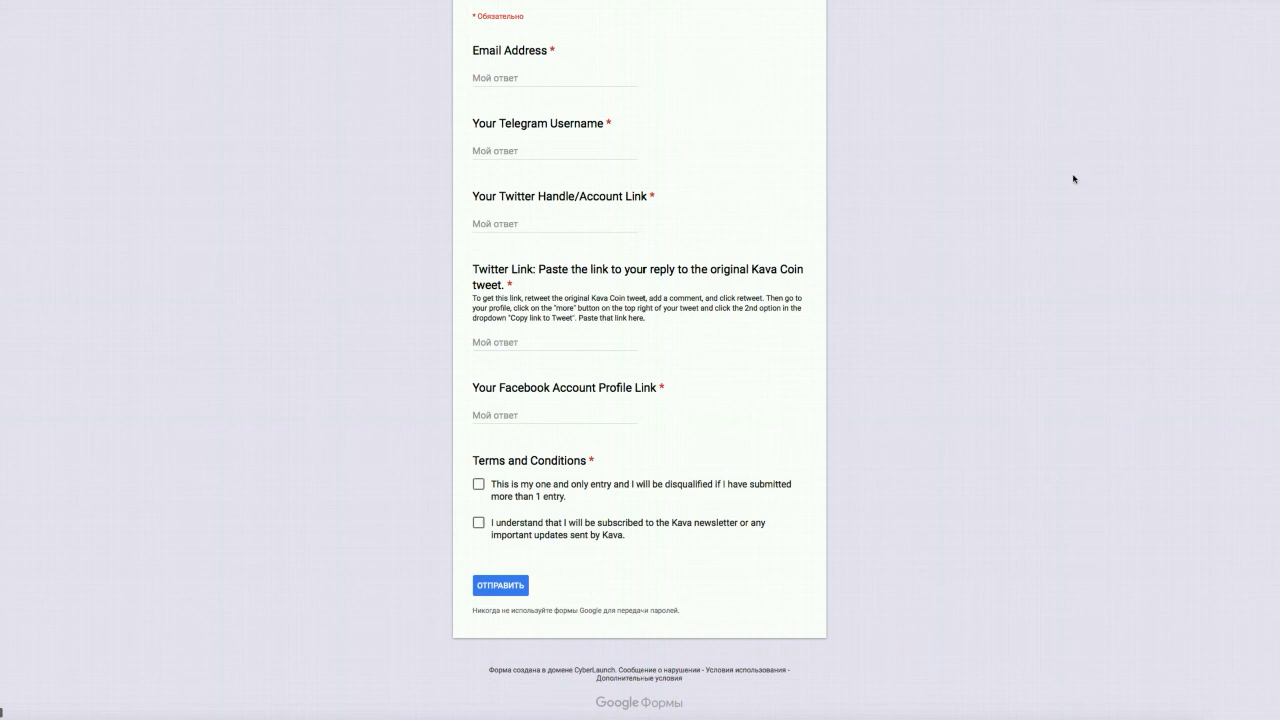 * Обязательно
Email Address *
Мой ответ
Your Telegram Username *
Мой ответ
Your Twitter Handle/Account Link *
Мой ответ
Twitter Link: Paste the link to your reply to the original Kava Coin
tweet. *
To get this link, retweet the original Kava Coin tweet, add a comment, and click retweet. Then go to
your profile, click on the "more" button on the top right of your tweet and click the 2nd option in the
dropdown "Copy link to Tweet". Paste that link here.
Мой ответ
Your Facebook Account Profile Link *
Мой ответ
Terms and Conditions *
This is my one and only entry and I will be disqualified if I have submitted
more than 1 entry.
I understand that I will be subscribed to the Kava newsletter or any
important updates sent by Kava.
ОТПРАВИТЬ
Никогда не используйте формы Google для передачи паролей.
Форма создана в домене CyberLaunch. Сообщение о нарушении - Условия использования -
Дополнительные условия
Google Формы